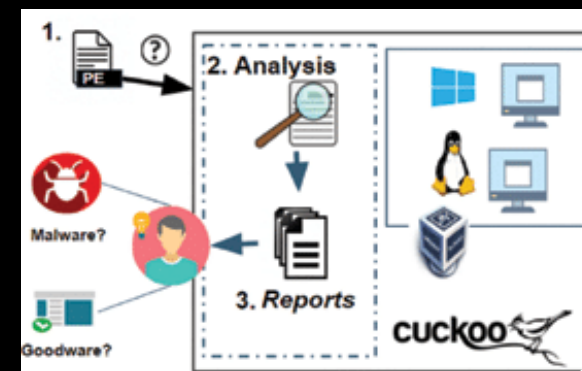 1.
?
PE
2. Analysis
Malware?
3. Reports
Goodware?
cuckoo